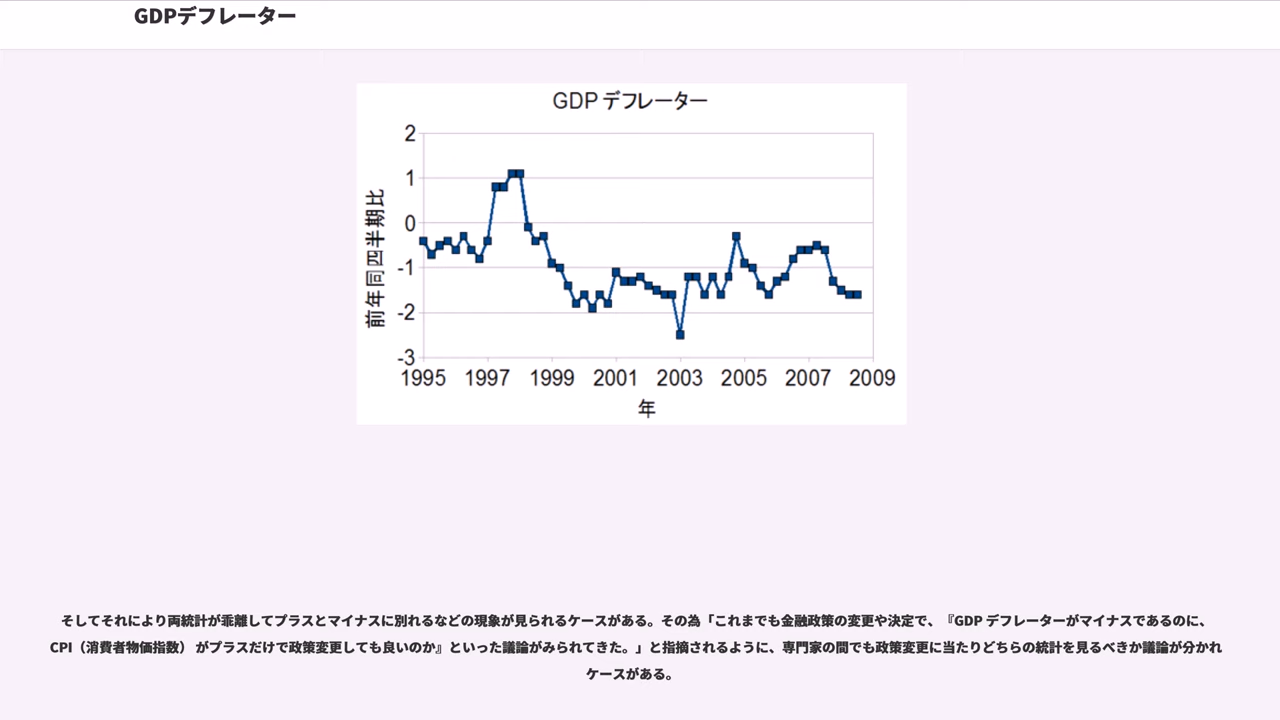 GDPデフレーター
GDP デフレーター
前年同四半期比
2
1
0
-1
-2
-3
1995 1997 1999 2001 2003 2005 2007 2009
年
そしてそれにより両統計が乖離してプラスとマイナスに別れるなどの現象が見られるケースがある。その為「これまでも金融政策の変更や決定で、『GDP デフレーターがマイナスであるのに、
CPI（消費者物価指数） がプラスだけで政策変更しても良いのか』といった議論がみられてきた。」と指摘されるように、専門家の間でも政策変更に当たりどちらの統計を見るべきか議論が分かれ
ケースがある。